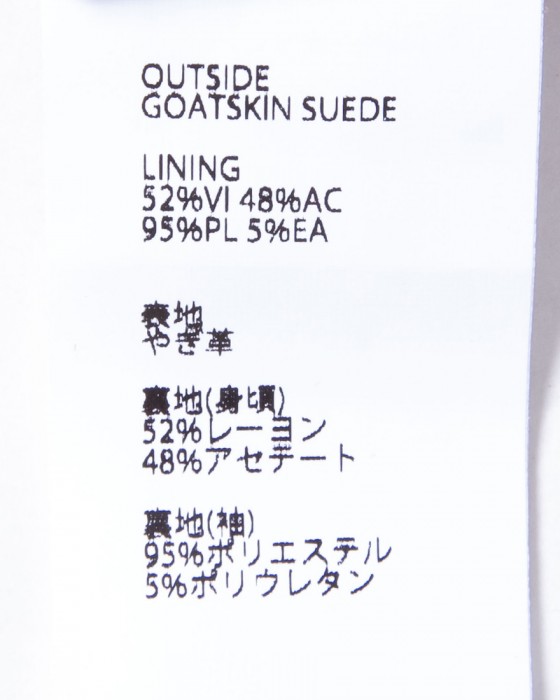 OUTSIDE
GOATSKIN SUEDE
LINING
52%VI 48%AC
95%PL 5%EA
表地
やぎ革
裏地(身頃)
52%レーヨン
48%アセテート
裏地(袖)
95%ポリエステル
5%ポリウレタン